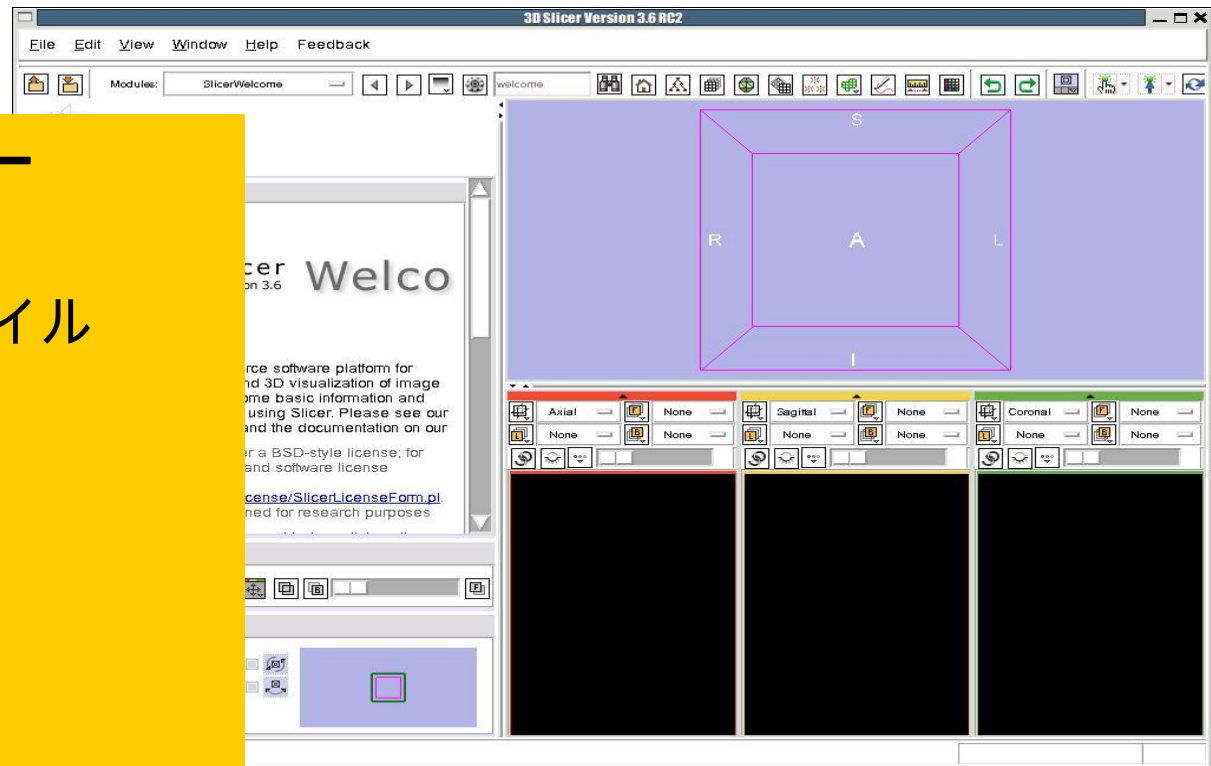 3D Slicer Version 3.6 RC2
File Edit View Window Help Feedback
Modules: SlicerWelcome welcome
ー
イル
cer Welco
on 3.6
rce software platform for
nd 3D visualization of image
ome basic information and
using Slicer. Please see our
and the documentation on our
er a BSD-style license; for
and software license
cense/SlicerLicenseForm.pl.
ned for research purposes
S
R A L
I
Axial None Sagittal None Coronal None
None None None None None None